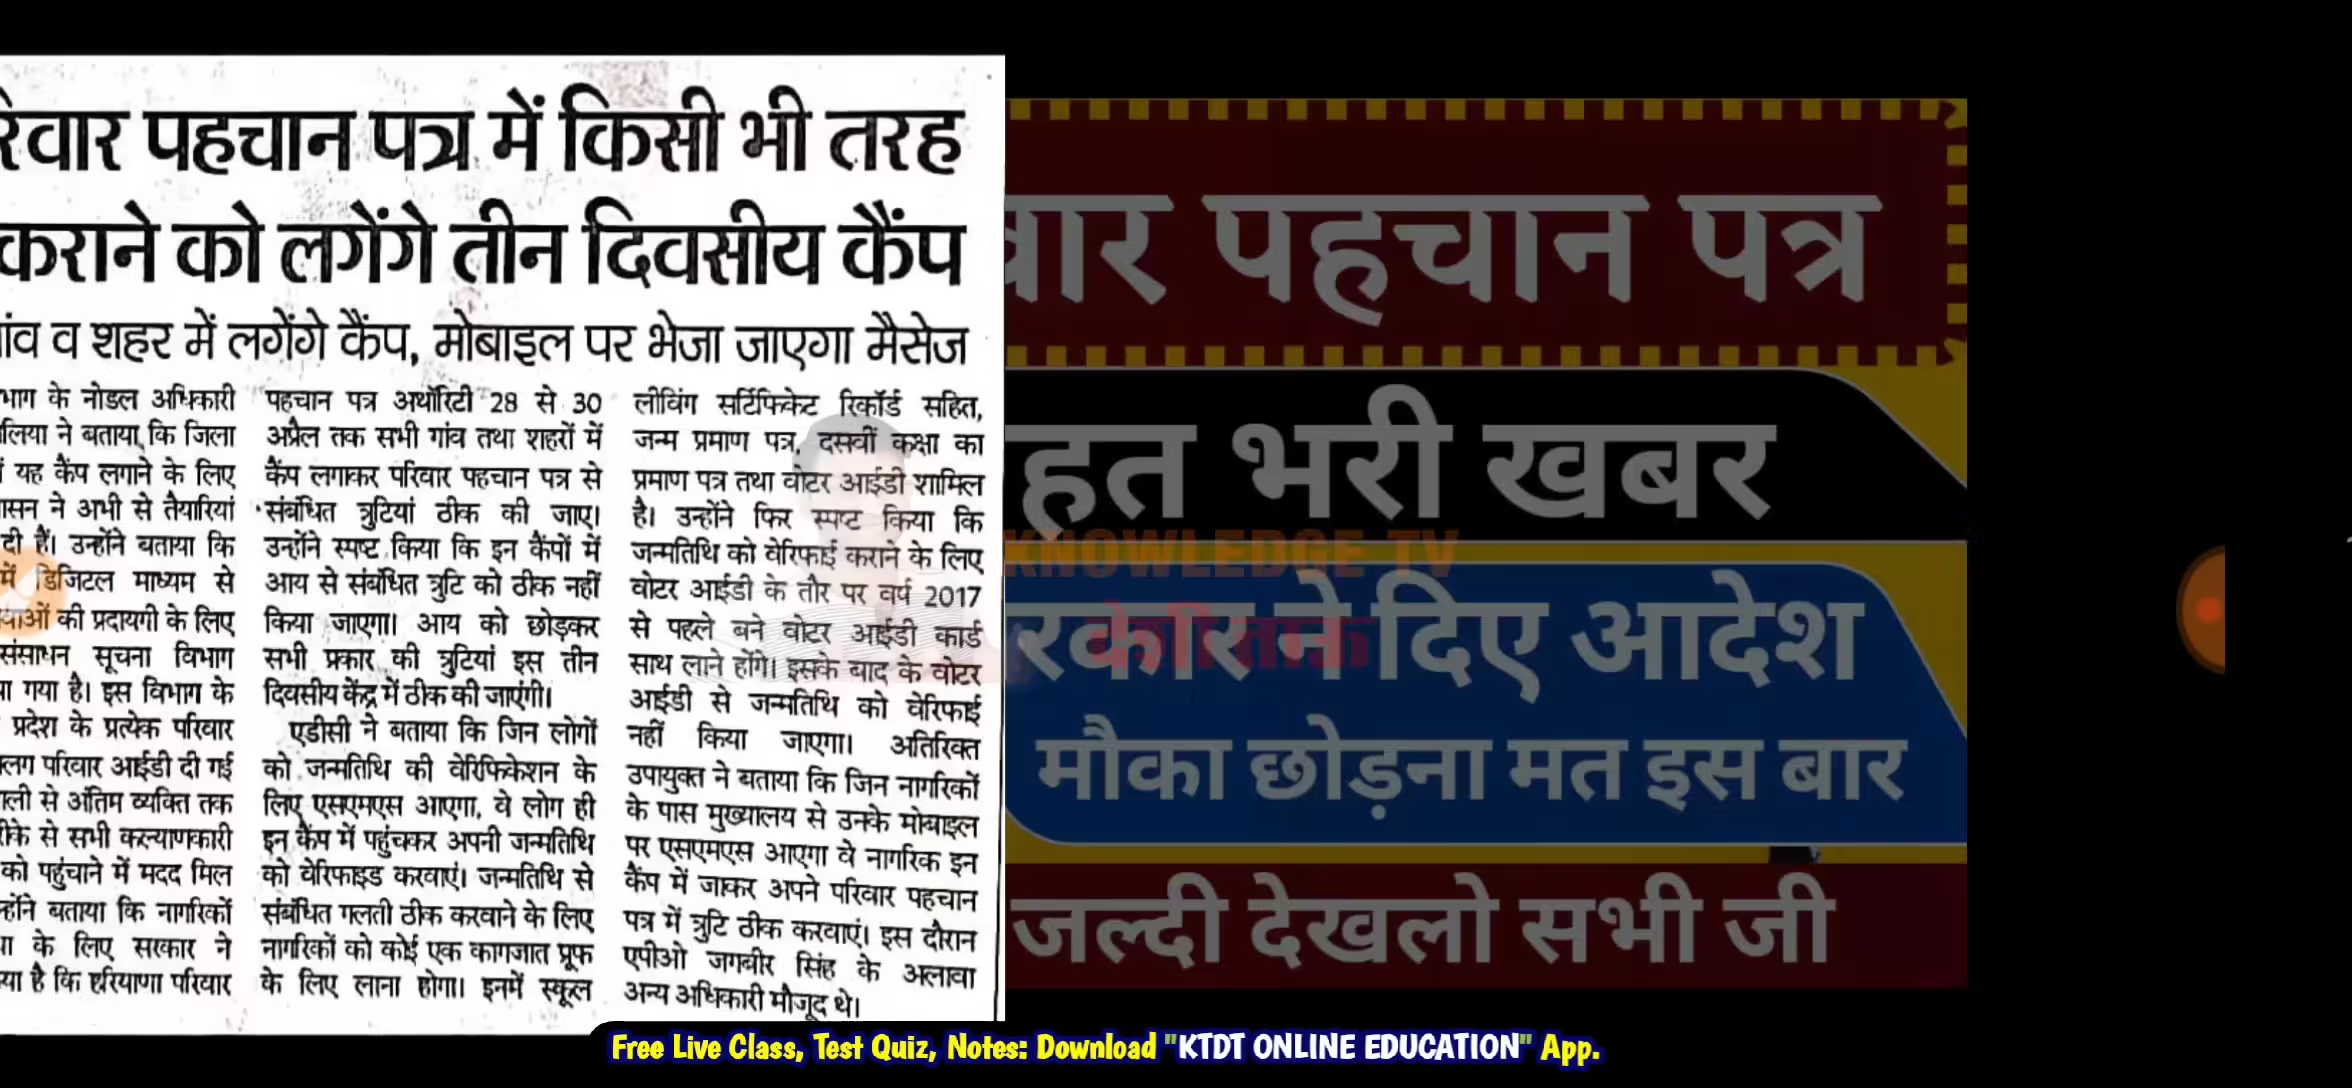 रिवार पहचान पत्र में किसी भी तरह
कराने को लगेंगे तीन दिवसीय कैंप
गांव व शहर में लगेंगे कैंप, मोबाइल पर भेजा जाएगा मैसेज
भाग के नोडल अधिकारी
लिया ने बताया कि जिला
यह कैंप लगाने के लिए
सन ने अभी से तैयारियां
दी हैं। उन्होंने बताया कि
में डिजिटल माध्यम से
वाओं की प्रदायगी के लिए
संसाधन सूचना विभाग
या गया है। इस विभाग के
प्रदेश के प्रत्येक परिवार
लग परिवार आईडी दी गई
ली से अंतिम व्यक्ति तक
रीके से सभी कल्याणकारी
को पहुंचाने में मदद मिल
न्होंने बताया कि नागरिकों
के लिए सरकार ने
या है कि हरियाणा परिवार
पहचान पत्र अथॉरिटी 28 से 30
अप्रैल तक सभी गांव तथा शहरों में
कैंप लगाकर परिवार पहचान पत्र से
संबंधित त्रुटियां ठीक की जाए।
उन्होंने स्पष्ट किया कि इन कैंपों में
आय से संबंधित त्रुटि को ठीक नहीं
किया जाएगा। आय को छोड़कर
सभी प्रकार की त्रुटियां इस तीन
दिवसीय केंद्र में ठीक की जाएंगी।
एडीसी ने बताया कि जिन लोगों
को जन्मतिथि की वेरिफिकेशन के
लिए एसएमएस आएगा, वे लोग ही
इन कैंप में पहुंचकर अपनी जन्मतिथि
को वेरिफाइड करवाएं। जन्मतिथि से
संबंधित गलती ठीक करवाने के लिए
नागरिकों को कोई एक कागजात प्रूफ
के लिए लाना होगा। इनमें स्कूल
लीविंग सर्टिफिकेट रिकॉर्ड सहित,
जन्म प्रमाण पत्र, दसवीं कक्षा का
प्रमाण पत्र तथा वोटर आईडी शामिल
है। उन्होंने फिर स्पष्ट किया कि
जन्मतिथि को वेरिफाई कराने के लिए
वोटर आईडी के तौर पर वर्ष 2017
से पहले बने वोटर आईडी कार्ड
साथ लाने होंगे। इसके बाद के वोटर
आईडी से जन्मतिथि को वेरिफाई
नहीं किया जाएगा। अतिरिक्त
उपायुक्त ने बताया कि जिन नागरिकों
के पास मुख्यालय से उनके मोबाइल
पर एसएमएस आएगा वे नागरिक इन
कैंप में जाकर अपने परिवार पहचान
पत्र में त्रुटि ठीक करवाएं। इस दौरान
एपीओ जगबीर सिंह के अलावा
अन्य अधिकारी मौजूद थे।
वार पहचान पत्र
हत भरी खबर
KNOWLEDGE TV
रकार ने दिए आदेश
मौका छोड़ना मत इस बार
जल्दी देखलो सभी जी
Free Live Class, Test Quiz, Notes: Download "KTDT ONLINE EDUCATION" App.